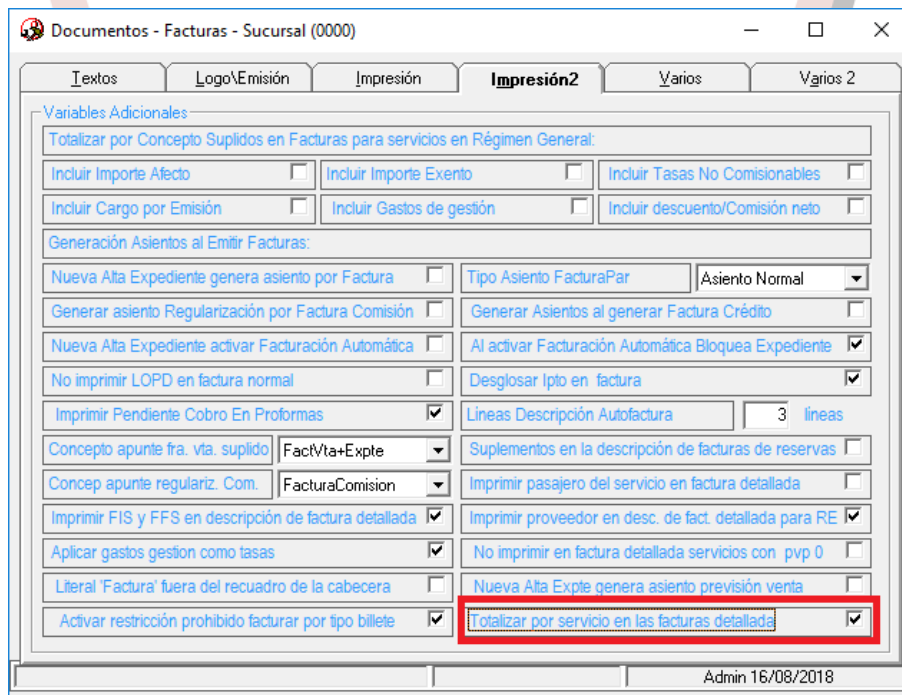 Documentos - Facturas - Sucursal (0000)
Textos Logo\Emisión Impresión Impresión2 Varios Varios 2
Variables Adicionales
Totalizar por Concepto Suplidos en Facturas para servicios en Régimen General:
Incluir Importe Afecto Incluir Importe Exento Incluir Tasas No Comisionables
Incluir Cargo por Emisión Incluir Gastos de gestión Incluir descuento/Comisión neto
Generación Asientos al Emitir Facturas:
Nueva Alta Expediente genera asiento por Factura Tipo Asiento FacturaPar Asiento Normal
Generar asiento Regularización por Factura Comisión Generar Asientos al generar Factura Crédito
Nueva Alta Expediente activar Facturación Automática Al activar Facturación Automática Bloquea Expediente
No imprimir LOPD en factura normal Desglosar Ipto en factura
Imprimir Pendiente Cobro En Proformas Lineas Descripción Autofactura 3 líneas
Concepto apunte fra. vta. suplido FactVta+Expte Suplementos en la descripción de facturas de reservas
Concep apunte regulariz. Com. FacturaComision Imprimir pasajero del servicio en factura detallada
Imprimir FIS y FFS en descripción de factura detallada Imprimir proveedor en desc. de fact. detallada para RE
Aplicar gastos gestion como tasas No imprimir en factura detallada servicios con pvp 0
Literal 'Factura' fuera del recuadro de la cabecera Nueva Alta Expte genera asiento previsión venta
Activar restricción prohibido facturar por tipo billete Totalizar por servicio en las facturas detallada
Admin 16/08/2018